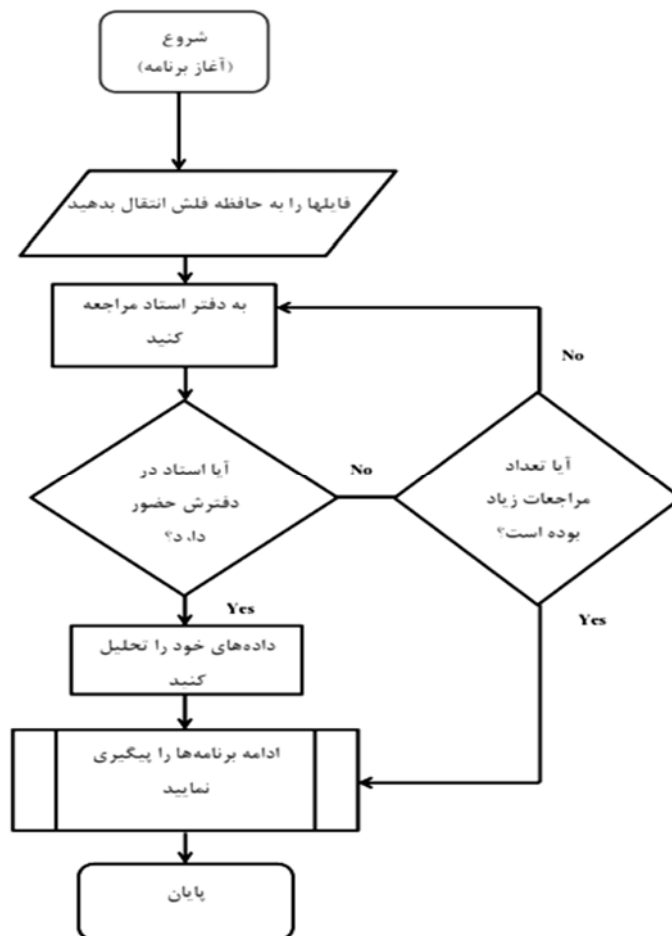 شروع
(آغاز برنامه)
فایلها را به حافظه فلش انتقال بدهید
به دفتر استاد مراجعه
کنید
No
آیا استاد در
دفترش حضور
دارد؟
No
آیا تعداد
مراجعات زیاد
بوده است؟
Yes
Yes
داده‌های خود را تحلیل
کنید
ادامه برنامه‌ها را پیگیری
نمایید
پایان